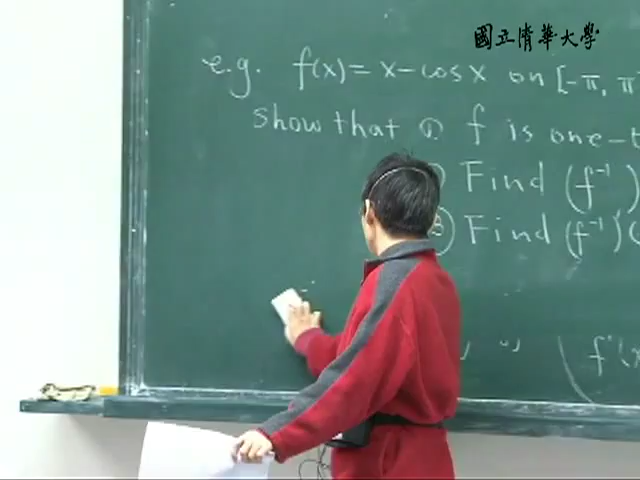 國立清華大學
e.g. f(x) = x - cos x on [-π, π
show that ① f is one-t
Find (f⁻¹)
③ Find (f⁻¹)'(
f'(x